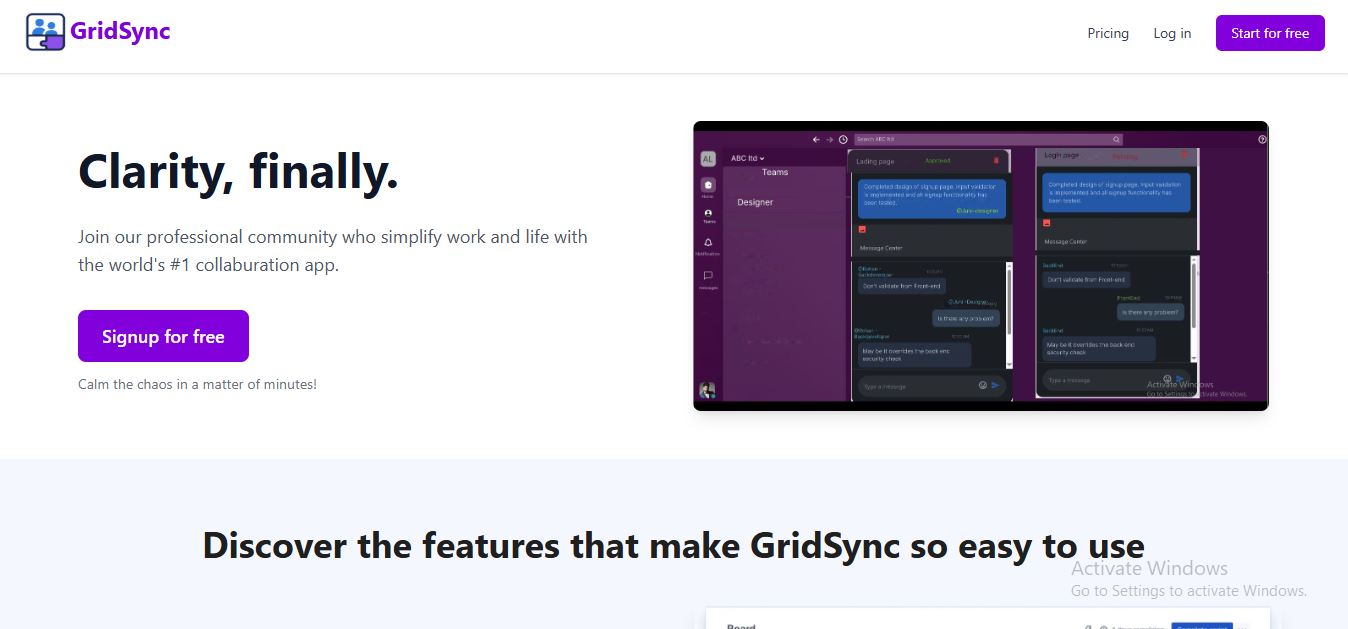 GridSync
Pricing
Log in
Start for free
Clarity, finally.
Join our professional community who simplify work and life with
the world's #1 collaburation app.
Signup for free
Calm the chaos in a matter of minutes!
Search ABC ltd
AL
ABC ltd
Home
Teams
Notification
messages
Teams
Designer
Lading page
Approved
Completed design of signup page. Input validation
is implemented and all signup functionality has
been tested.
@Juni-designer
Message Center
Don't validate from Front-end
Is there any problem?
May be it overrides the back end
security check
Type a message
Login page
Pending
Completed design of signup page. Input validation
is implemented and all signup functionality has
been tested.
Message Center
BackEnd
Don't validate from Front-end
FrontEnd
Is there any problem?
BackEnd
May be it overrides the back end
security check
Type a message
Activate Windows
Go to Settings to activate Windows.
Discover the features that make GridSync so easy to use
Activate Windows
Go to Settings to activate Windows.
Board